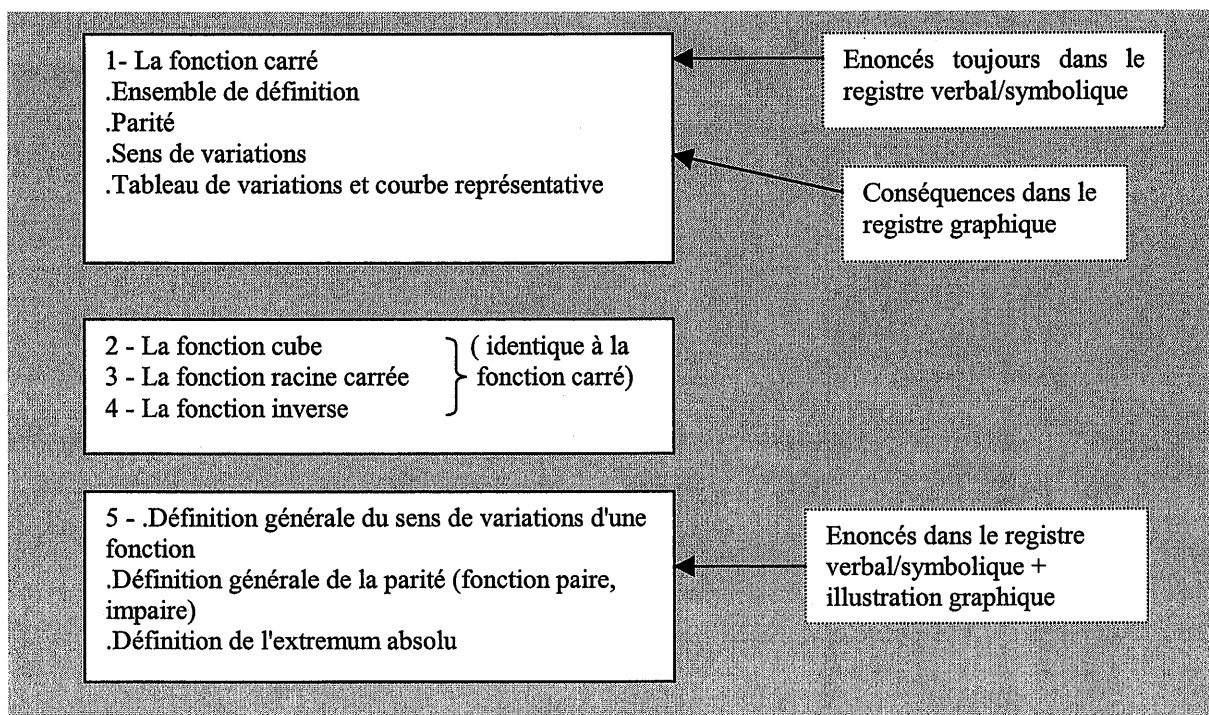 1- La fonction carré
.Ensemble de définition
.Parité
.Sens de variations
.Tableau de variations et courbe représentative
Enoncés toujours dans le
registre verbal/symbolique
Conséquences dans le
registre graphique
2 - La fonction cube
3 - La fonction racine carrée
4 - La fonction inverse
( identique à la
fonction carré)
5 - .Définition générale du sens de variations d'une
fonction
.Définition générale de la parité (fonction paire,
impaire)
.Définition de l'extremum absolu
Enoncés dans le registre
verbal/symbolique +
illustration graphique